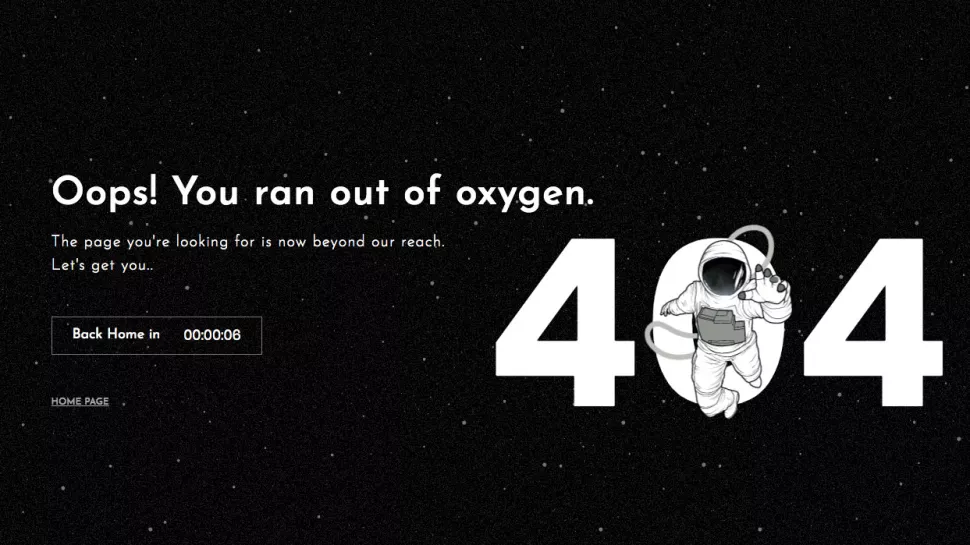 Oops! You ran out of oxygen.
The page you're looking for is now beyond our reach.
Let's get you..
Back Home in 00:00:06
HOME PAGE
404